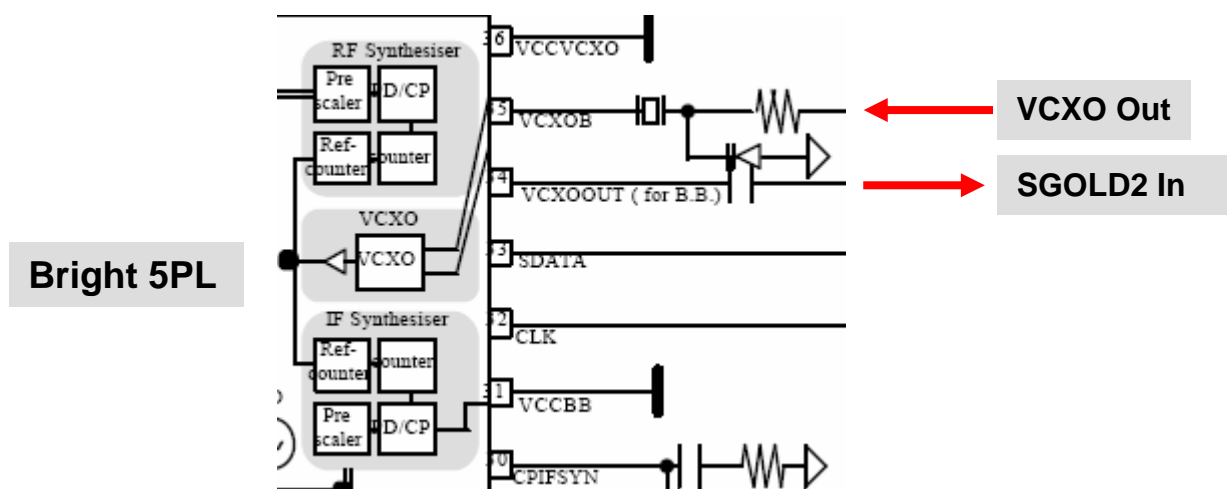 RF Synthesiser
Pre
scaler
PD/CP
Ref-
counter
counter
VCXO
VCXO
IF Synthesiser
Ref-
counter
counter
Pre
scaler
PD/CP
Bright 5PL
36
VCCVCXO
35
VCXOB
34
VCXOOUT ( for B.B.)
33
SDATA
32
CLK
31
VCCBB
30
CPIFSYN
VCXO Out
SGOLD2 In